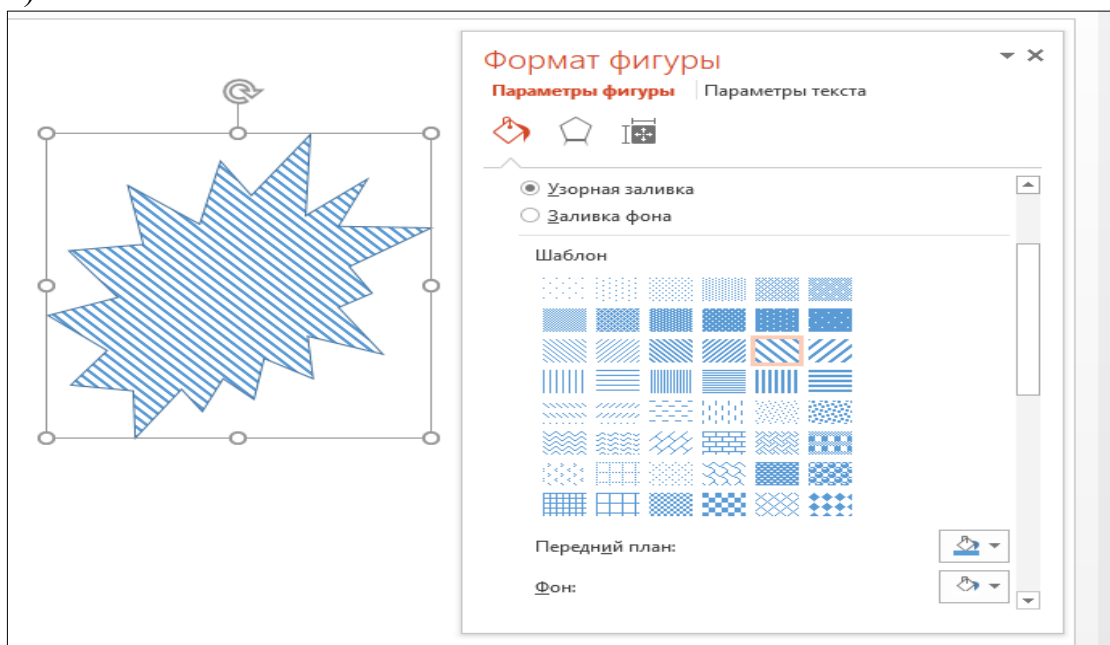 Формат фигуры
Параметры фигуры Параметры текста
Узорная заливка
Заливка фона
Шаблон
Передний план:
Фон: